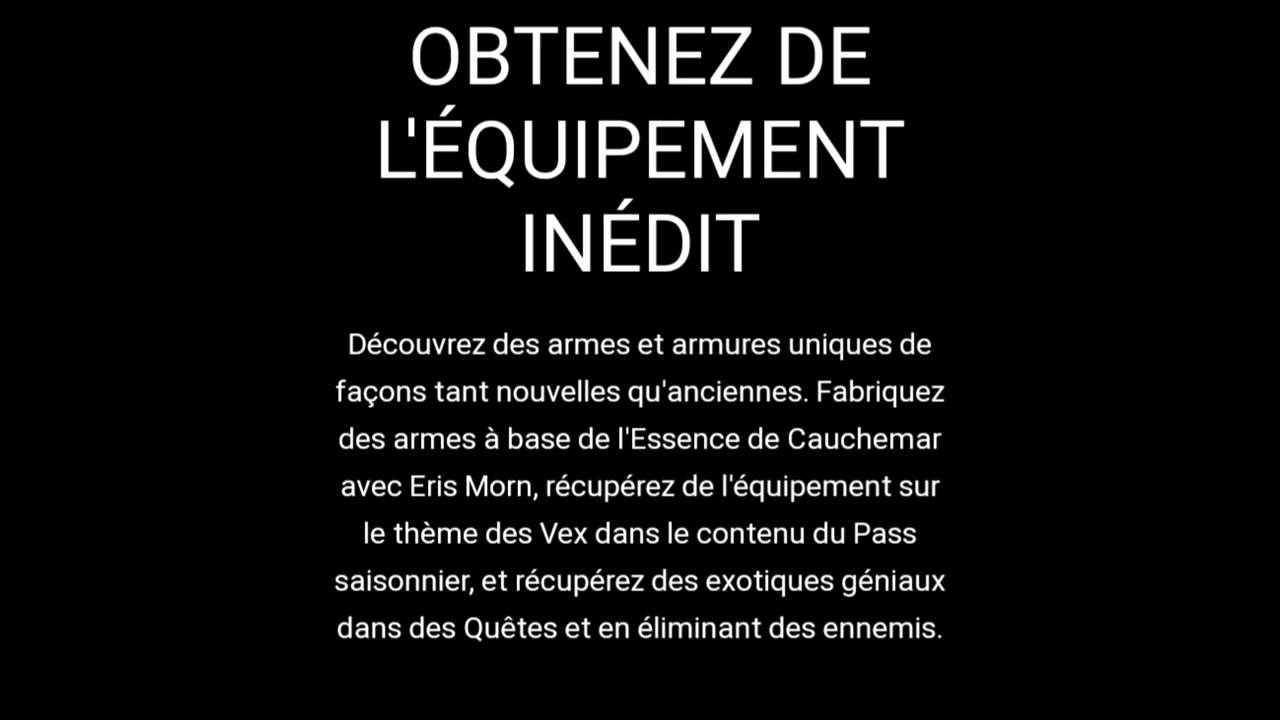 OBTENEZ DE
L'ÉQUIPEMENT
INÉDIT
Découvrez des armes et armures uniques de
façons tant nouvelles qu'anciennes. Fabriquez
des armes à base de l'Essence de Cauchemar
avec Eris Morn, récupérez de l'équipement sur
le thème des Vex dans le contenu du Pass
saisonnier, et récupérez des exotiques géniaux
dans des Quêtes et en éliminant des ennemis.